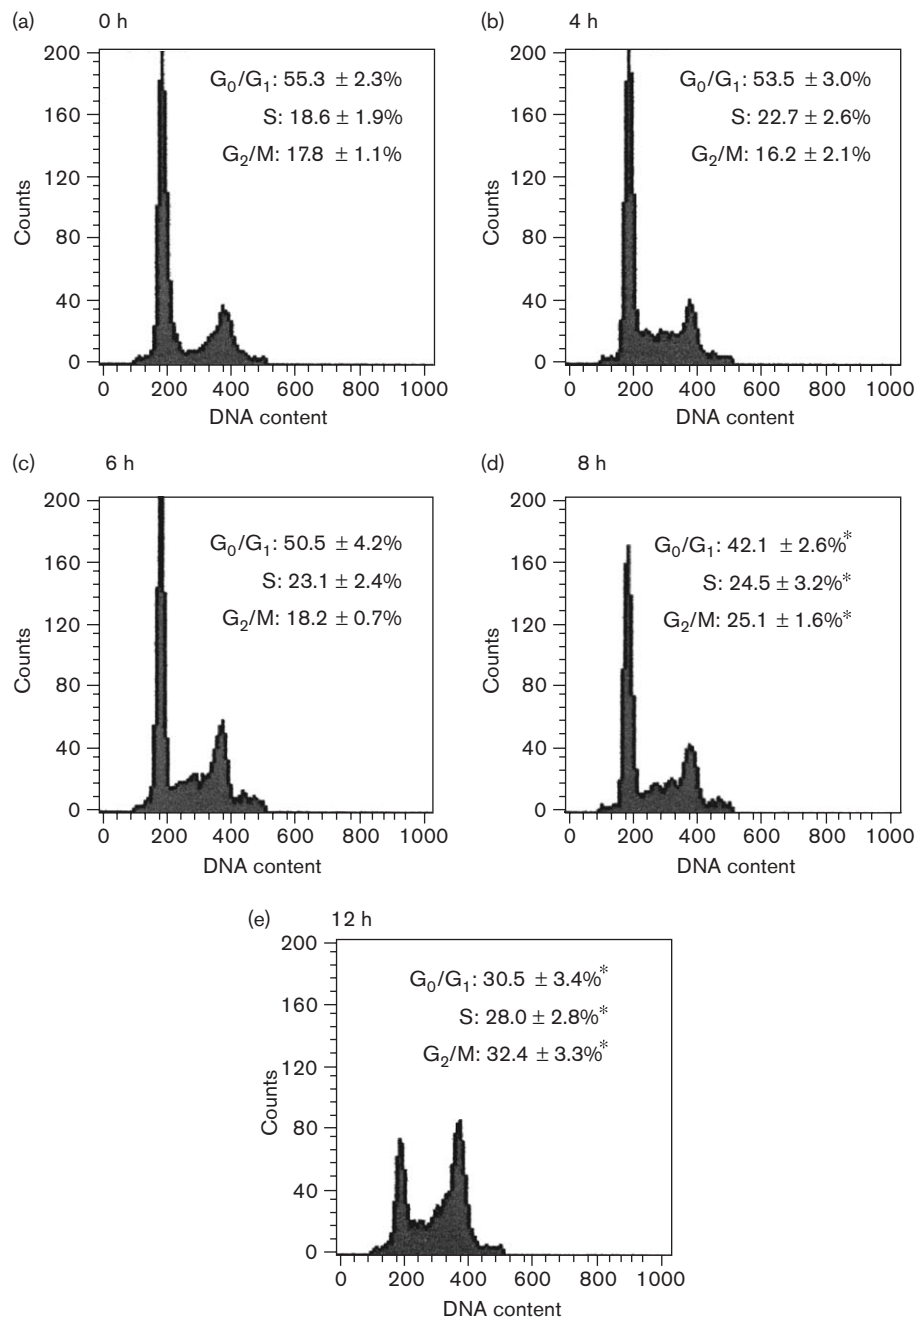 (a) 0 h
200
160
120
80
40
0
Counts
G₀/G₁: 55.3 ± 2.3%
S: 18.6 ± 1.9%
G₂/M: 17.8 ± 1.1%
0 200 400 600 800 1000
DNA content
(b) 4 h
200
160
120
80
40
0
Counts
G₀/G₁: 53.5 ± 3.0%
S: 22.7 ± 2.6%
G₂/M: 16.2 ± 2.1%
0 200 400 600 800 1000
DNA content
(c) 6 h
200
160
120
80
40
0
Counts
G₀/G₁: 50.5 ± 4.2%
S: 23.1 ± 2.4%
G₂/M: 18.2 ± 0.7%
0 200 400 600 800 1000
DNA content
(d) 8 h
200
160
120
80
40
0
Counts
G₀/G₁: 42.1 ± 2.6%*
S: 24.5 ± 3.2%*
G₂/M: 25.1 ± 1.6%*
0 200 400 600 800 1000
DNA content
(e) 12 h
200
160
120
80
40
0
Counts
G₀/G₁: 30.5 ± 3.4%*
S: 28.0 ± 2.8%*
G₂/M: 32.4 ± 3.3%*
0 200 400 600 800 1000
DNA content